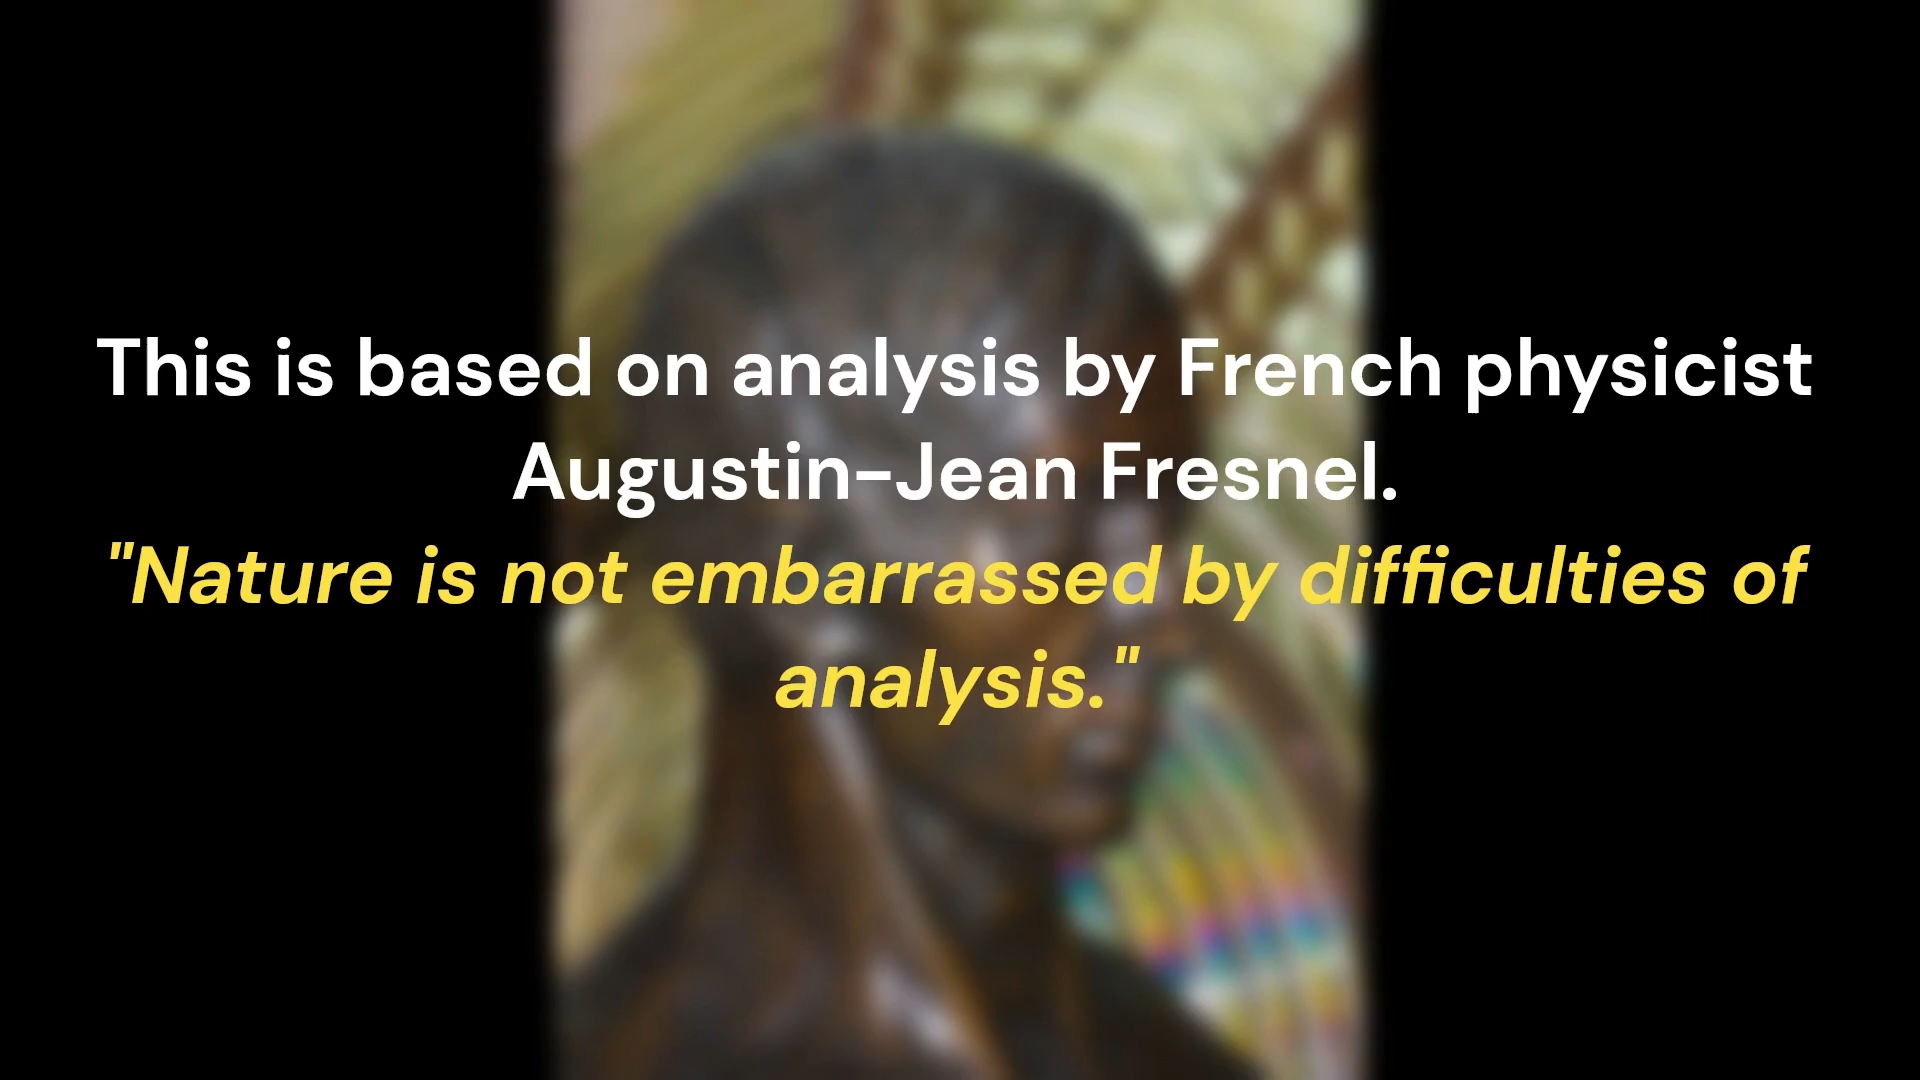 This is based on analysis by French physicist
Augustin-Jean Fresnel.
"Nature is not embarrassed by difficulties of
analysis."